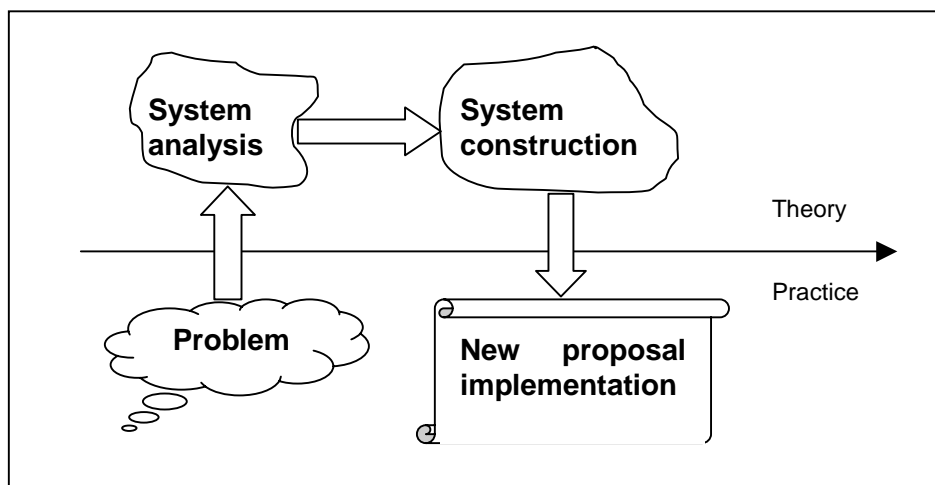 System
analysis
System
construction
Theory
Practice
Problem
New proposal
implementation